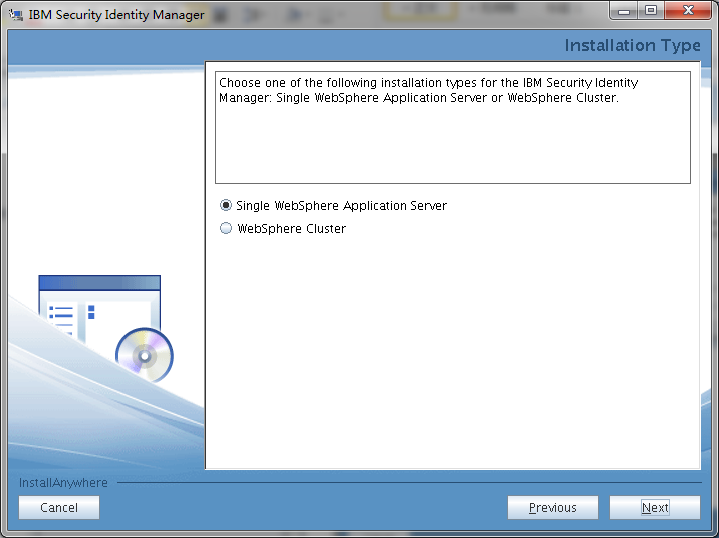 IBM Security Identity Manager
Installation Type
Choose one of the following installation types for the IBM Security Identity
Manager: Single WebSphere Application Server or WebSphere Cluster.
Single WebSphere Application Server
WebSphere Cluster
InstallAnywhere
Cancel
Previous
Next